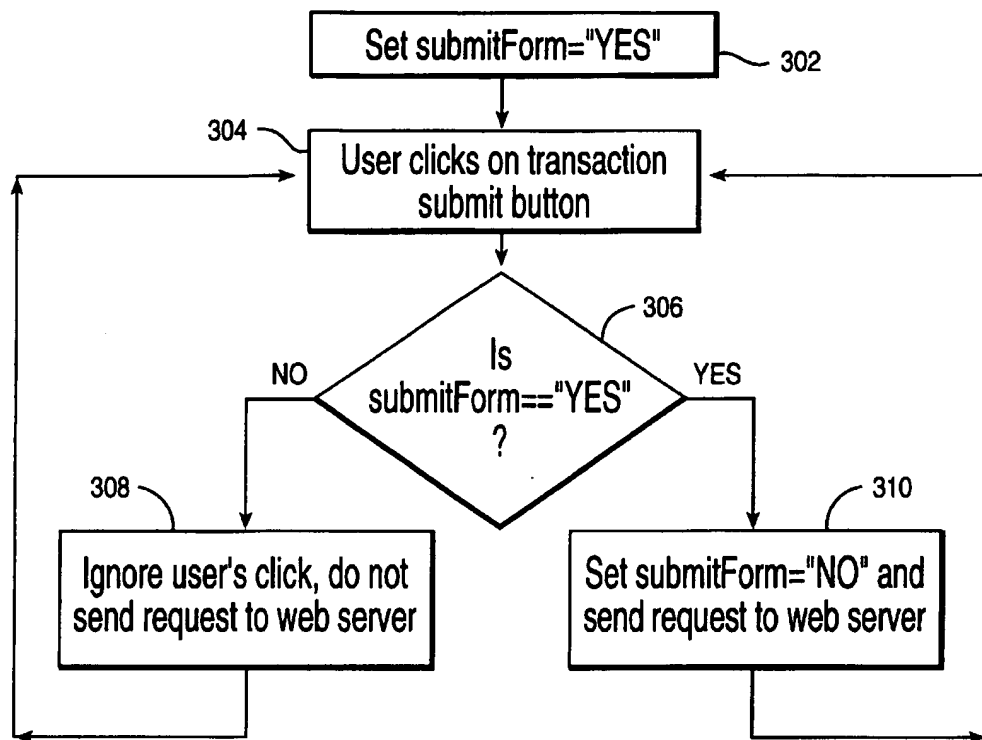 Set submitForm="YES"
302
304
User clicks on transaction
submit button
306
Is
submitForm=="YES"
?
NO
YES
308
310
Ignore user's click, do not
send request to web server
Set submitForm="NO" and
send request to web server